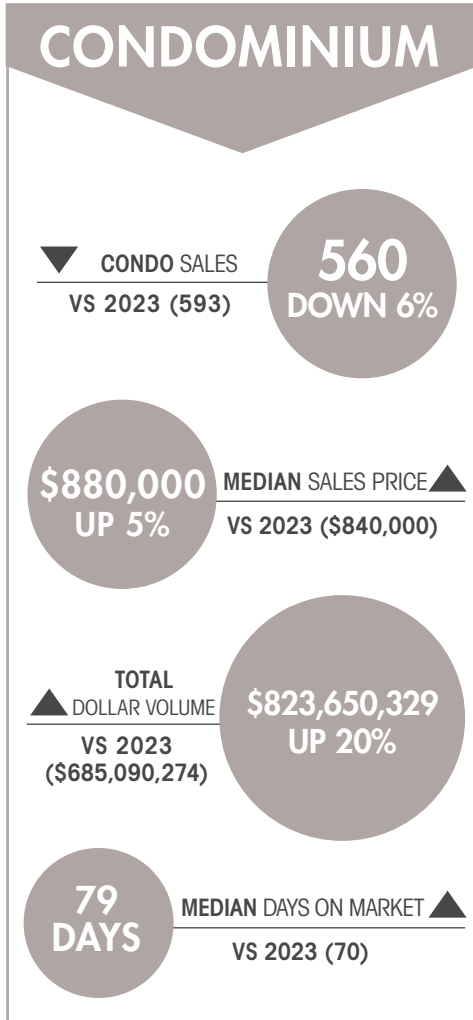 CONDOMINIUM
CONDO SALES
VS 2023 (593)
560
DOWN 6%
$880,000
UP 5%
MEDIAN SALES PRICE
VS 2023 ($840,000)
TOTAL
DOLLAR VOLUME
VS 2023
($685,090,274)
$823,650,329
UP 20%
79
DAYS
MEDIAN DAYS ON MARKET
VS 2023 (70)